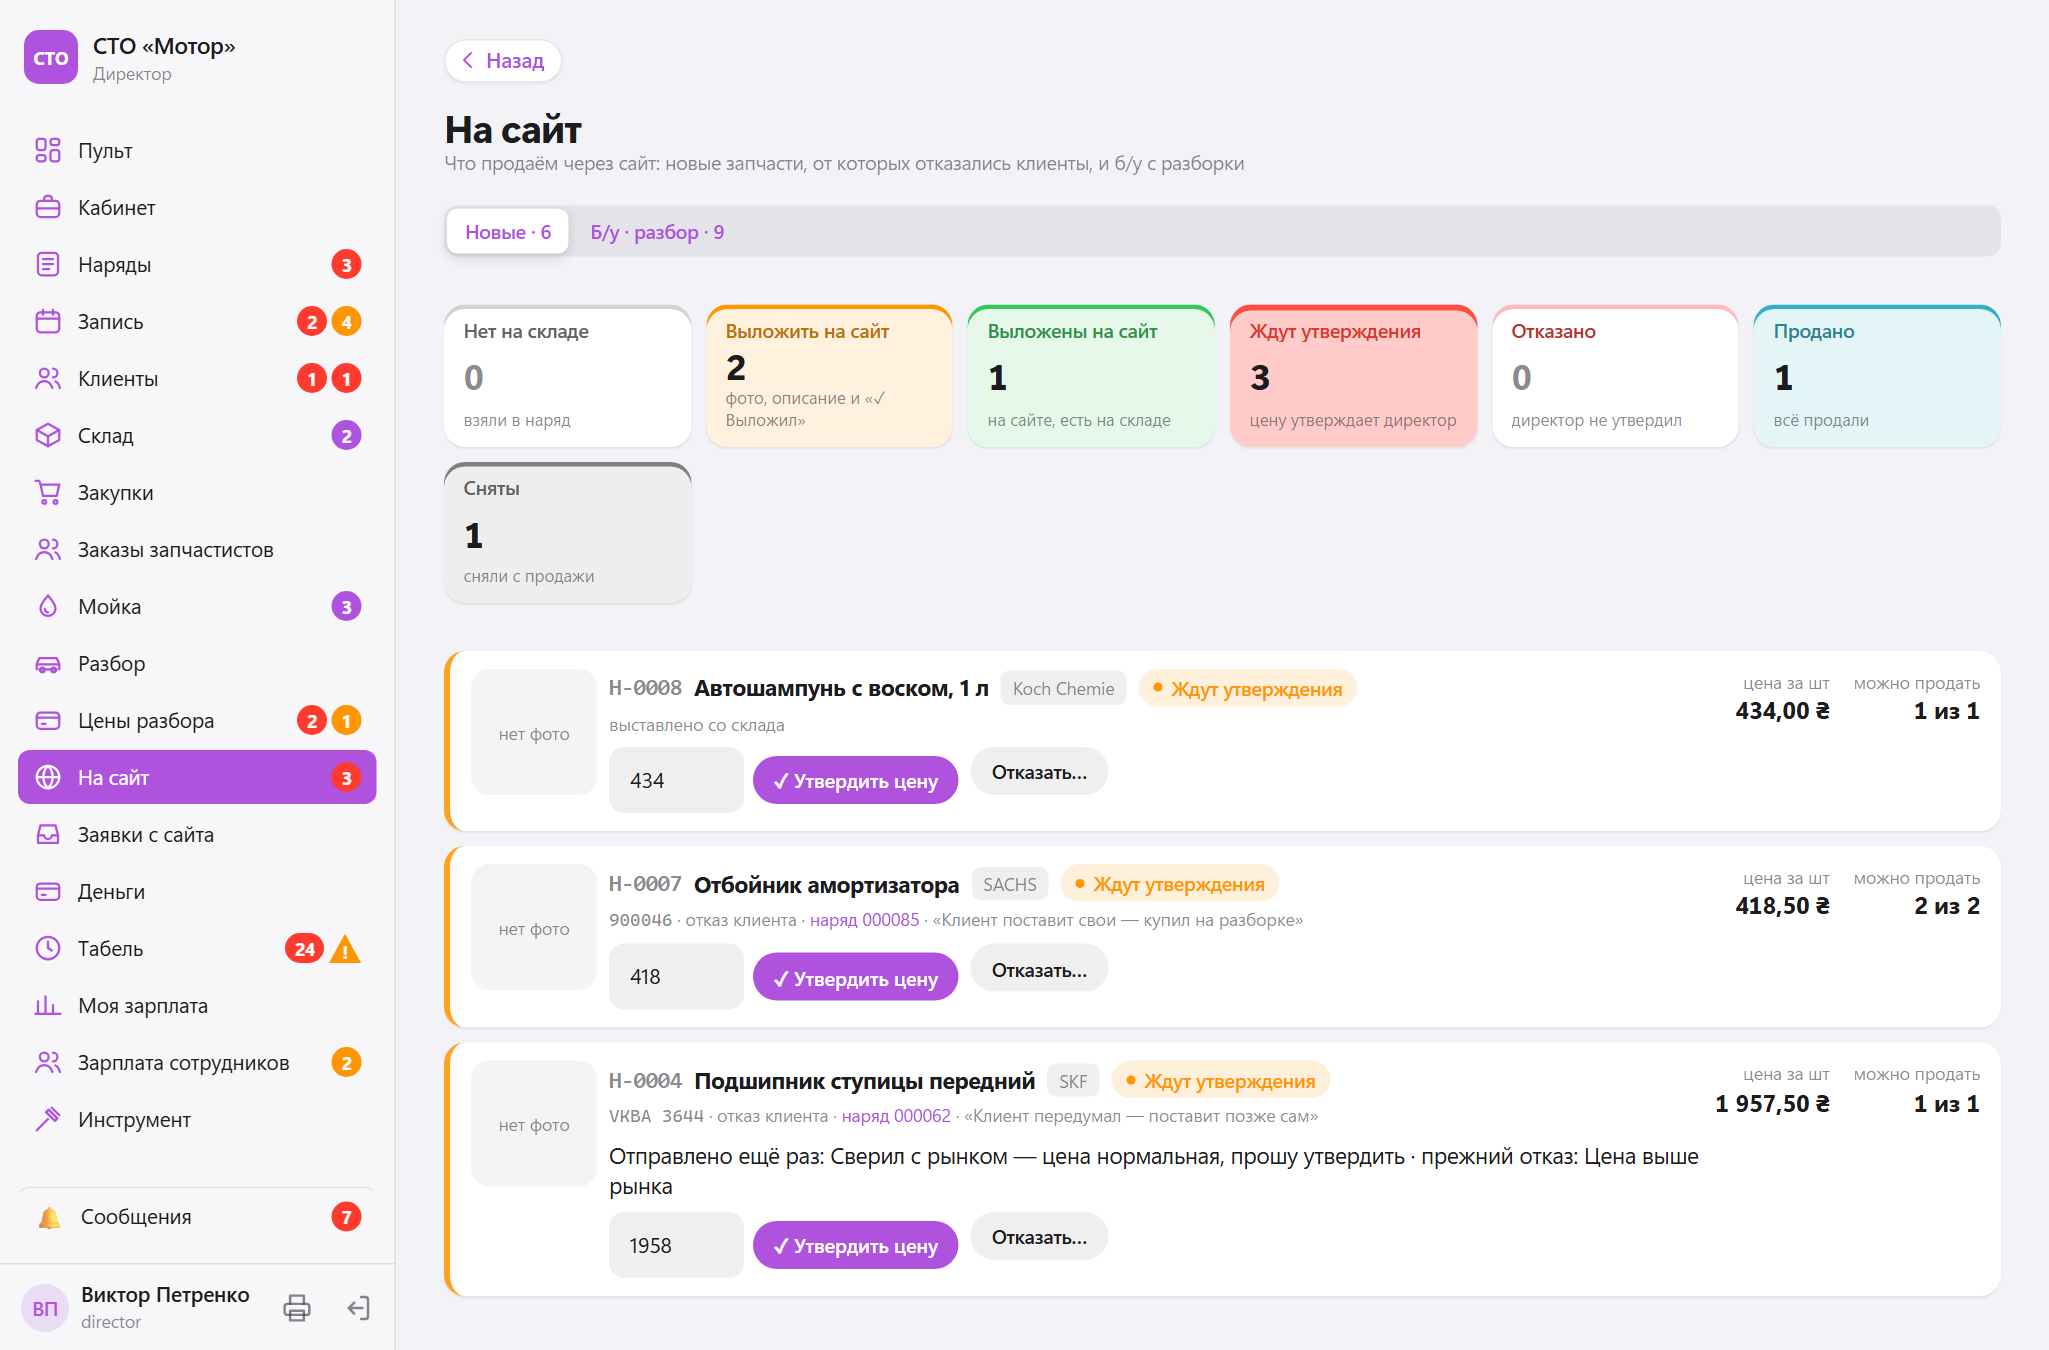 СТО
СТО «Мотор»
Директор
Пульт
Кабинет
Наряды 3
Запись 2 4
Клиенты 1 1
Склад 2
Закупки
Заказы запчастистов
Мойка 3
Разбор
Цены разбора 2 1
На сайт 3
Заявки с сайта
Деньги
Табель 24
Моя зарплата
Зарплата сотрудников 2
Инструмент
Сообщения 7
ВП
Виктор Петренко
director
Назад
На сайт
Что продаём через сайт: новые запчасти, от которых отказались клиенты, и б/у с разборки
Новые · 6 Б/у · разбор · 9
Нет на складе
0
взяли в наряд
Выложить на сайт
2
фото, описание и «✓
Выложил»
Выложены на сайт
1
на сайте, есть на складе
Ждут утверждения
3
цену утверждает директор
Отказано
0
директор не утвердил
Продано
1
всё продали
Сняты
1
сняли с продажи
нет фото
Н-0008 Автошампунь с воском, 1 л Koch Chemie Ждут утверждения
выставлено со склада
434 ✓ Утвердить цену Отказать...
цена за шт
434,00 ₴
можно продать
1 из 1
нет фото
Н-0007 Отбойник амортизатора SACHS Ждут утверждения
900046 · отказ клиента · наряд 000085 · «Клиент поставит свои — купил на разборке»
418 ✓ Утвердить цену Отказать...
цена за шт
418,50 ₴
можно продать
2 из 2
нет фото
Н-0004 Подшипник ступицы передний SKF Ждут утверждения
VKBA 3644 · отказ клиента · наряд 000062 · «Клиент передумал — поставит позже сам»
Отправлено ещё раз: Сверил с рынком — цена нормальная, прошу утвердить · прежний отказ: Цена выше
рынка
1958 ✓ Утвердить цену Отказать...
цена за шт
1 957,50 ₴
можно продать
1 из 1